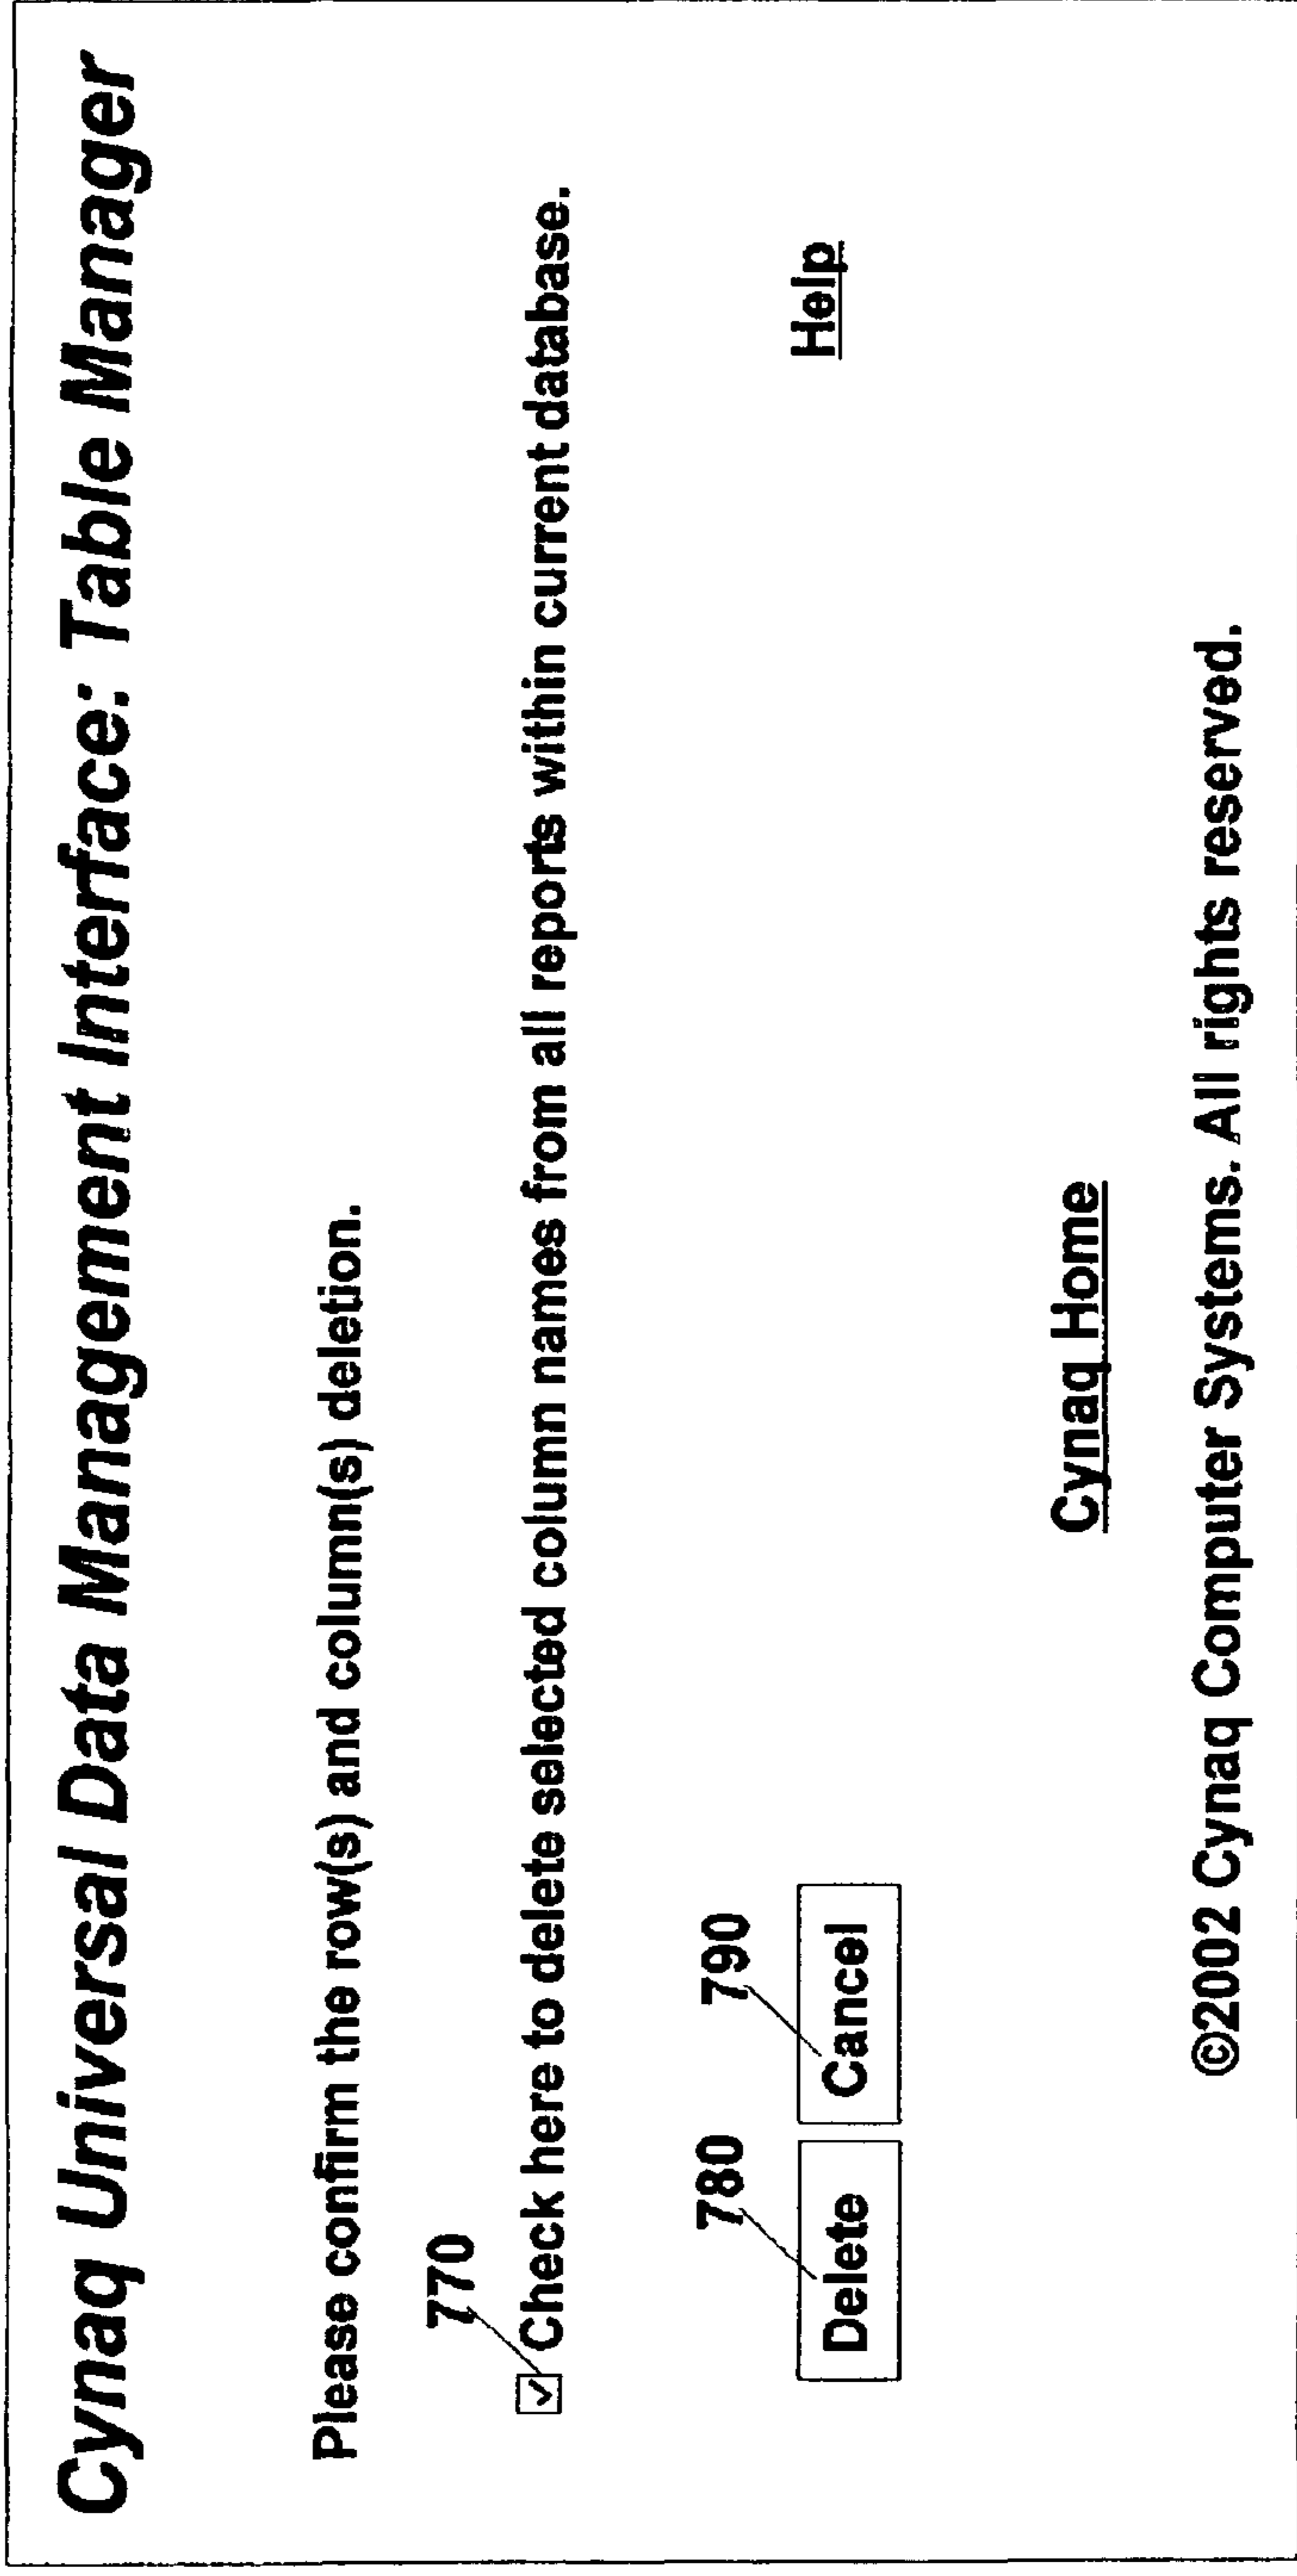 Cynaq Universal Data Management Interface: Table Manager
Please confirm the row(s) and column(s) deletion.
770
Check here to delete selected column names from all reports within current database.
780 790
Delete Cancel Help
Cynaq Home
©2002 Cynaq Computer Systems. All rights reserved.